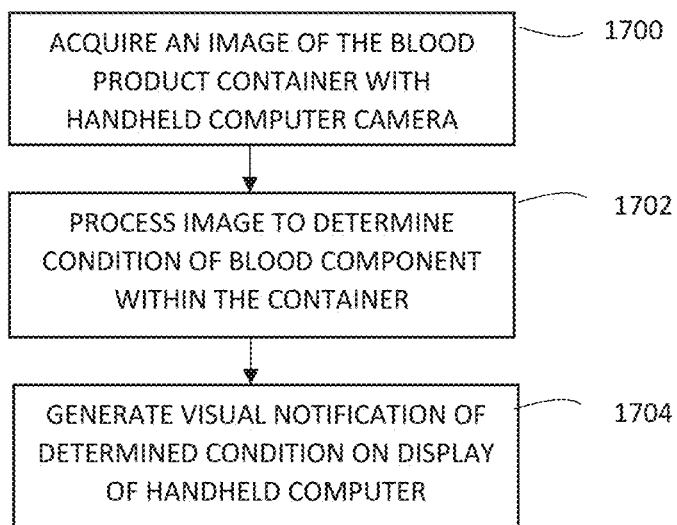 ACQUIRE AN IMAGE OF THE BLOOD
PRODUCT CONTAINER WITH
HANDHELD COMPUTER CAMERA
1700
PROCESS IMAGE TO DETERMINE
CONDITION OF BLOOD COMPONENT
WITHIN THE CONTAINER
1702
GENERATE VISUAL NOTIFICATION OF
DETERMINED CONDITION ON DISPLAY
OF HANDHELD COMPUTER
1704